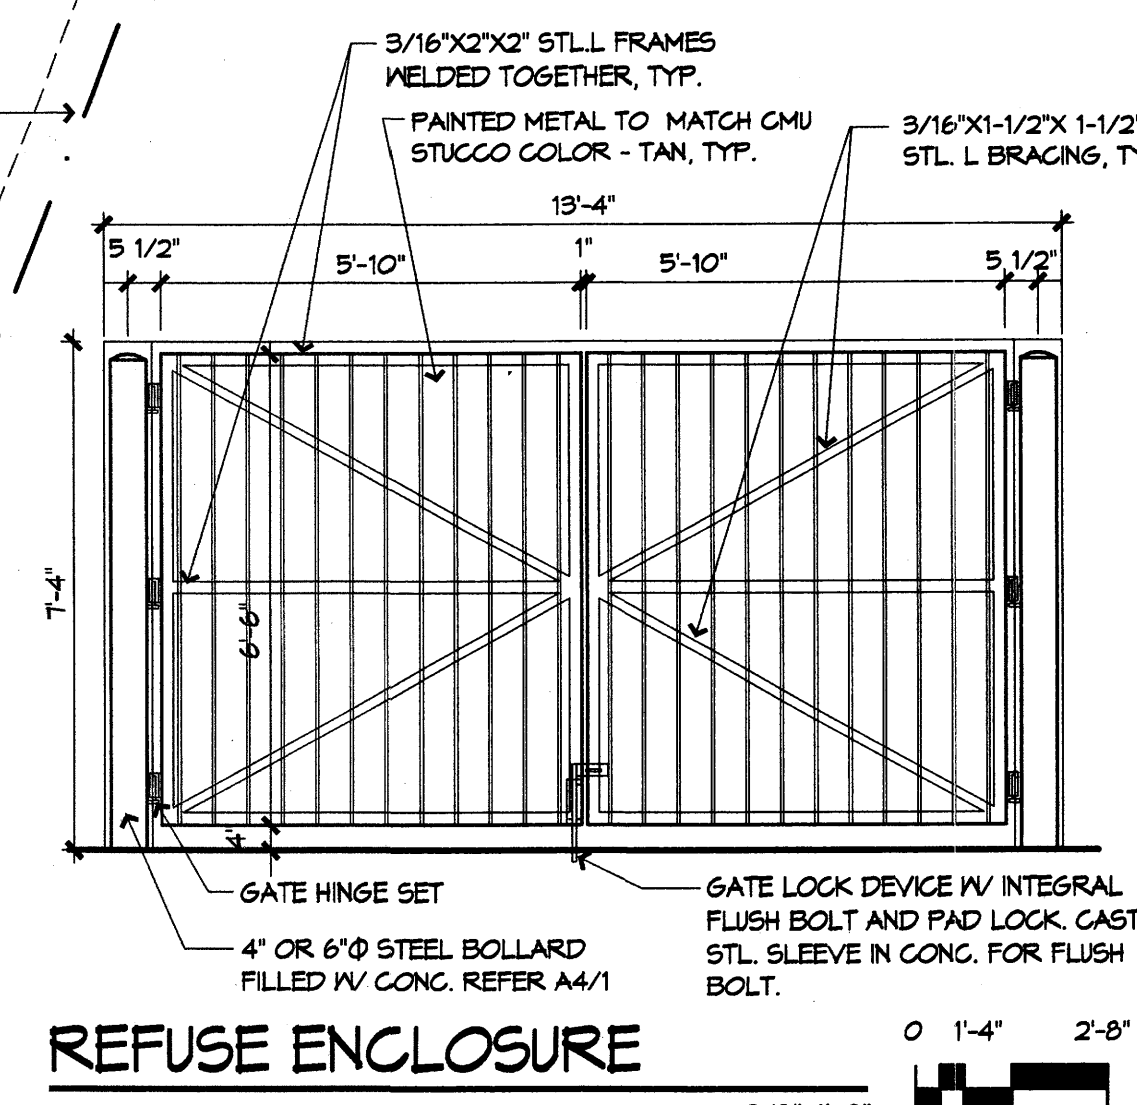 3/16"X2"X2" STL.L FRAMES
WELDED TOGETHER, TYP.
PAINTED METAL TO MATCH CMU
STUCCO COLOR - TAN, TYP.
3/16"X1-1/2"X 1-1/2"
STL. L BRACING,
13'-4"
5 1/2"
5'-10"
1"
5'-10"
5 1/2"
7'-4"
6'-6"
4"
GATE HINGE SET
4" OR 6"Φ STEEL BOLLARD
FILLED W/ CONC. REFER A4/1
GATE LOCK DEVICE W/ INTEGRAL
FLUSH BOLT AND PAD LOCK. CAST
STL. SLEEVE IN CONC. FOR FLUSH
BOLT.
REFUSE ENCLOSURE
0 1'-4" 2'-8"